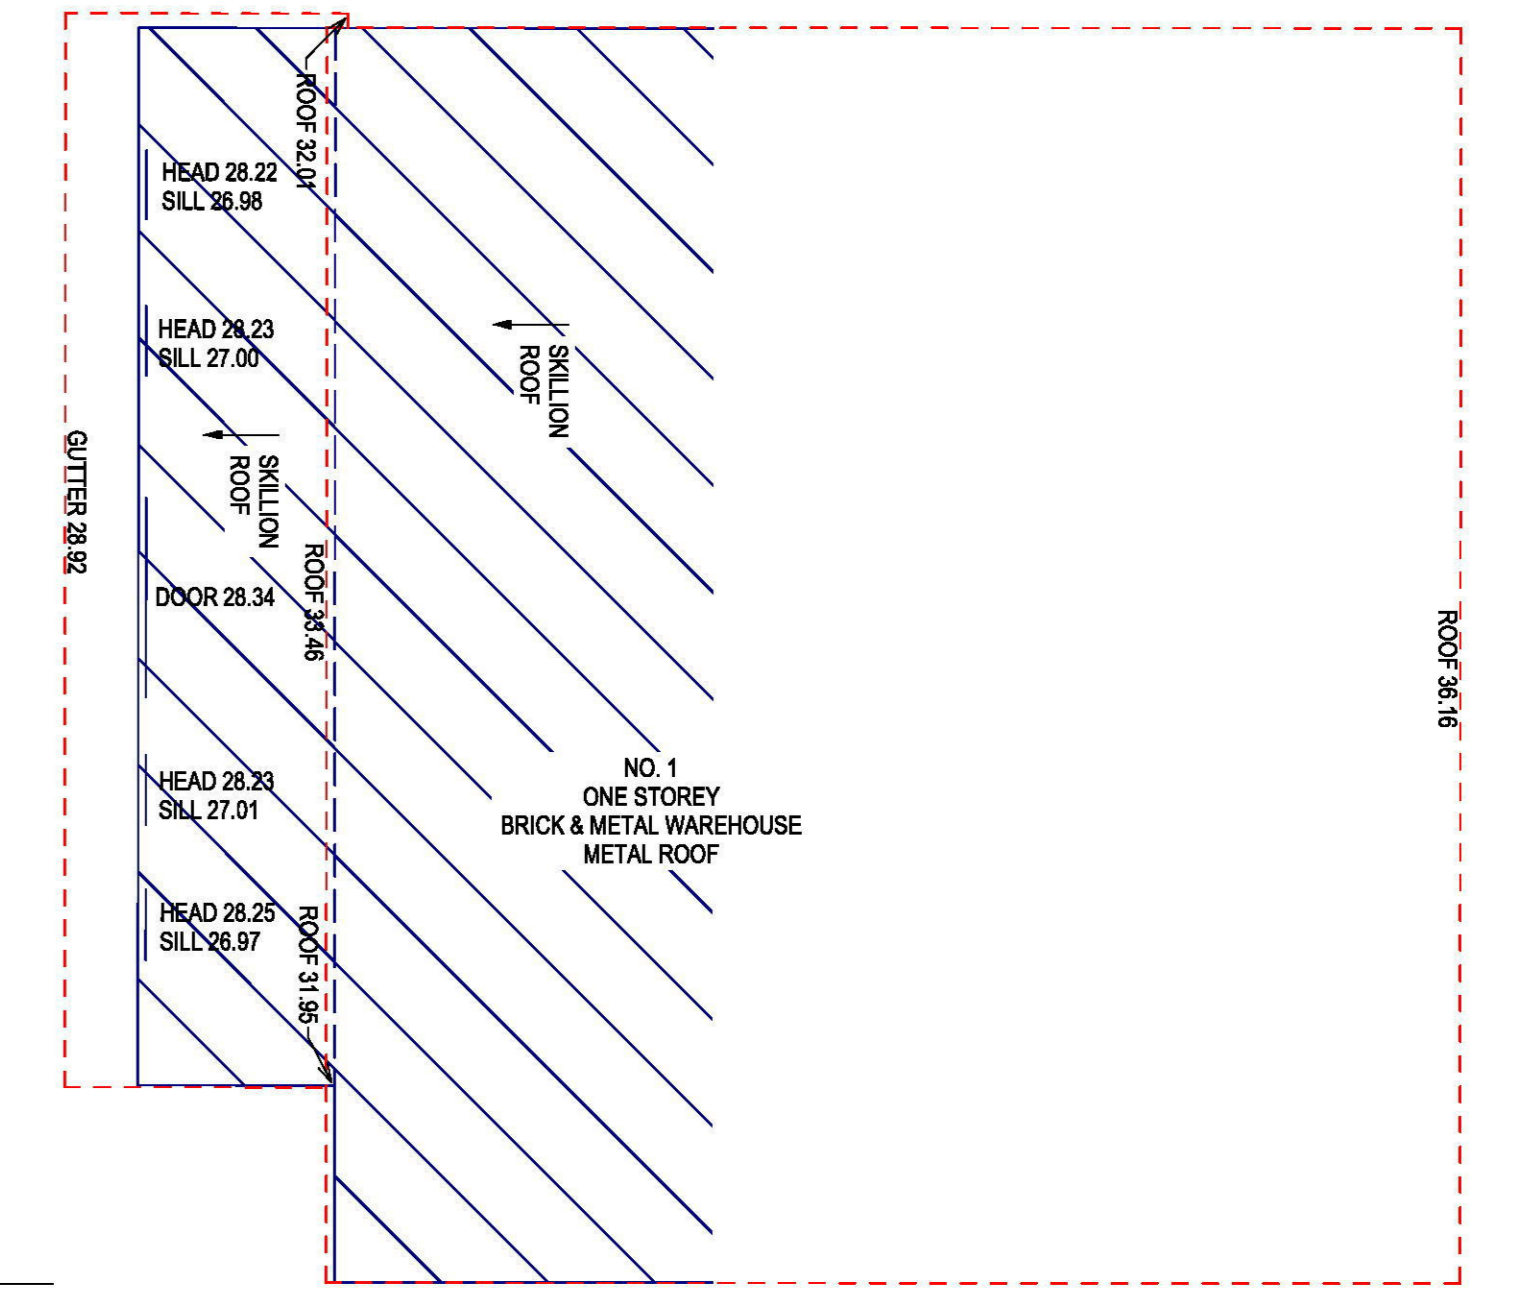 ROOF 32.01
HEAD 28.22
SILL 26.98
HEAD 28.23
SILL 27.00
SKILLION
ROOF
SKILLION
ROOF
GUTTER 28.92
ROOF 33.46
DOOR 28.34
ROOF 36.16
NO. 1
ONE STOREY
BRICK & METAL WAREHOUSE
METAL ROOF
HEAD 28.23
SILL 27.01
HEAD 28.25
SILL 26.97
ROOF 31.95